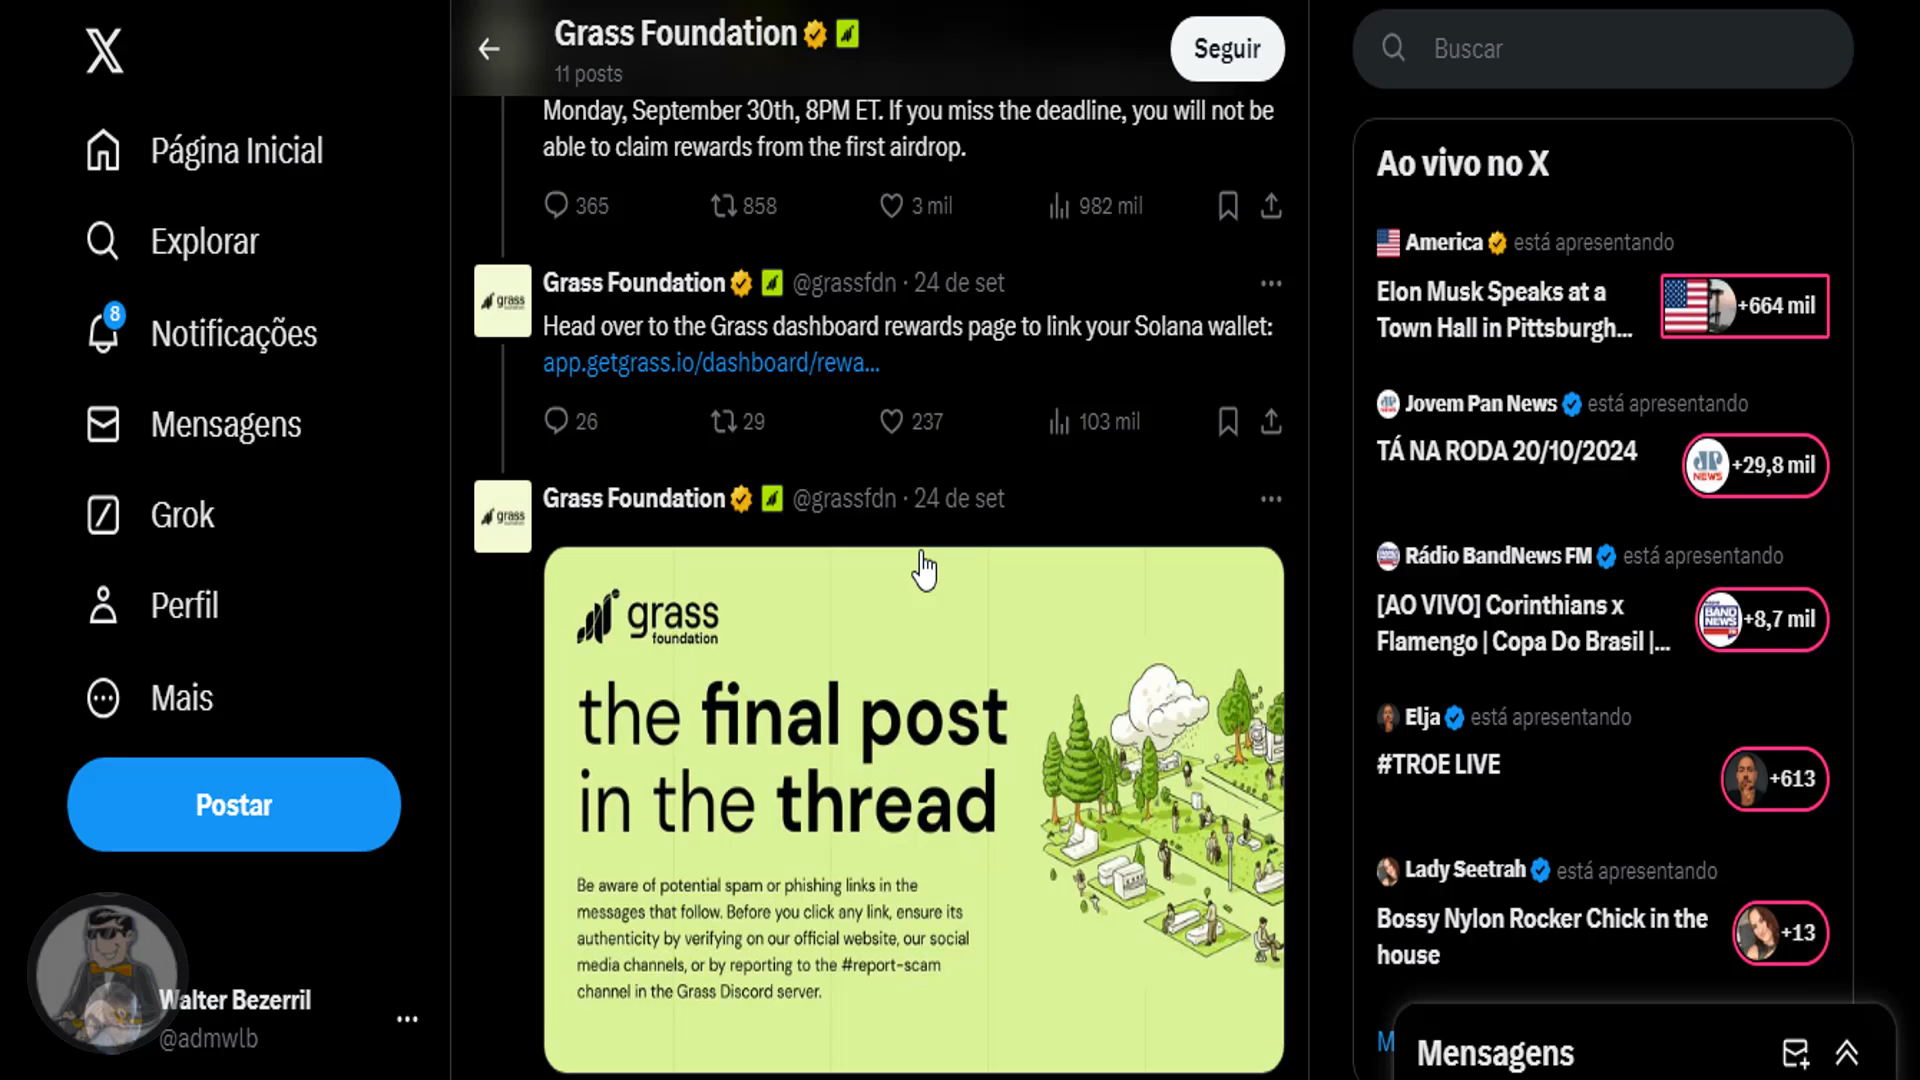 Página Inicial
Explorar
8
Notificações
Mensagens
Grok
Perfil
Mais
Postar
Walter Bezerril
@admwlb
Grass Foundation
11 posts
Seguir
Monday, September 30th, 8PM ET. If you miss the deadline, you will not be
able to claim rewards from the first airdrop.
365 858 3 mil 982 mil
Grass Foundation @grassfdn · 24 de set
grass
Head over to the Grass dashboard rewards page to link your Solana wallet:
app.getgrass.io/dashboard/rewa...
26 29 237 103 mil
Grass Foundation @grassfdn · 24 de set
grass
grass
foundation
the final post
in the thread
Be aware of potential spam or phishing links in the
messages that follow. Before you click any link, ensure its
authenticity by verifying on our official website, our social
media channels, or by reporting to the #report-scam
channel in the Grass Discord server.
Buscar
Ao vivo no X
America está apresentando
Elon Musk Speaks at a
Town Hall in Pittsburgh...
+664 mil
Jovem Pan News está apresentando
TÁ NA RODA 20/10/2024
JP
NEWS
+29,8 mil
Rádio BandNews FM está apresentando
[AO VIVO] Corinthians x
Flamengo | Copa Do Brasil |...
BAND
NEWS
+8,7 mil
Elja está apresentando
#TROE LIVE
+613
Lady Seetrah está apresentando
Bossy Nylon Rocker Chick in the
house
+13
M
Mensagens